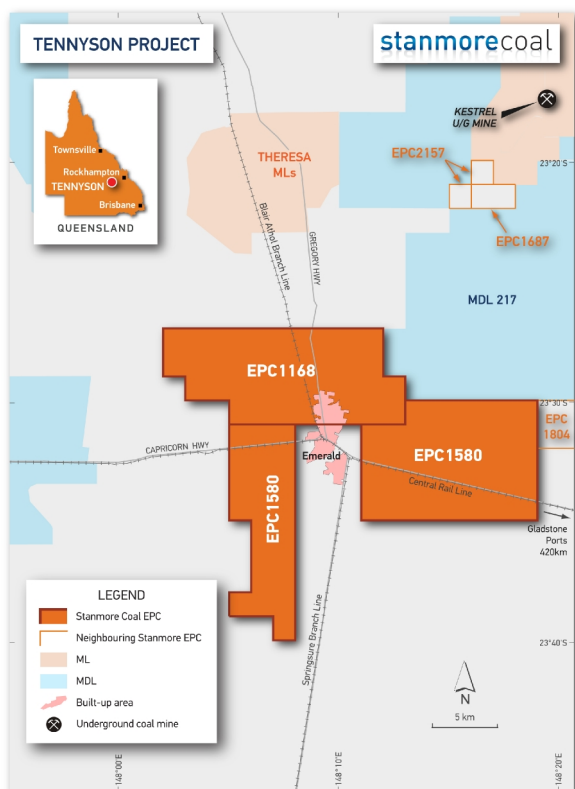 TENNYSON PROJECT
stanmorecoal
Townsville
Rockhampton
TENNYSON
Brisbane
QUEENSLAND
KESTREL
U/G MINE
23°20'S
THERESA
MLs
EPC2157
EPC1687
Blair Athol Branch Line
GREGORY HWY
MDL 217
EPC1168
23°30'S
EPC
1804
CAPRICORN HWY
Emerald
EPC1580
EPC1580
Central Rail Line
Gladstone
Ports
420km
Springsure Branch Line
23°40'S
LEGEND
Stanmore Coal EPC
Neighbouring Stanmore EPC
ML
MDL
Built-up area
Underground coal mine
N
5 km
148°00'E
148°10'E
148°20'E